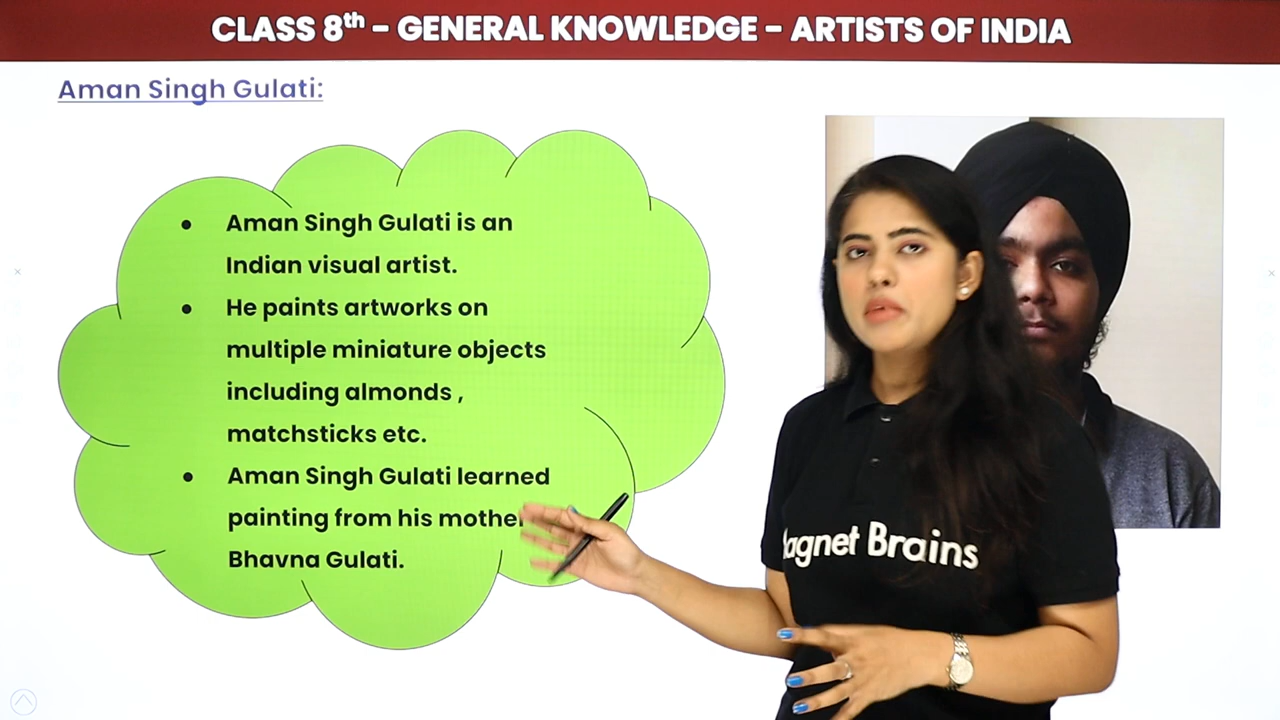 CLASS 8th - GENERAL KNOWLEDGE - ARTISTS OF INDIA
Aman Singh Gulati:
• Aman Singh Gulati is an
Indian visual artist.
• He paints artworks on
multiple miniature objects
including almonds ,
matchsticks etc.
• Aman Singh Gulati learned
painting from his mother
Bhavna Gulati.
agnet Brains